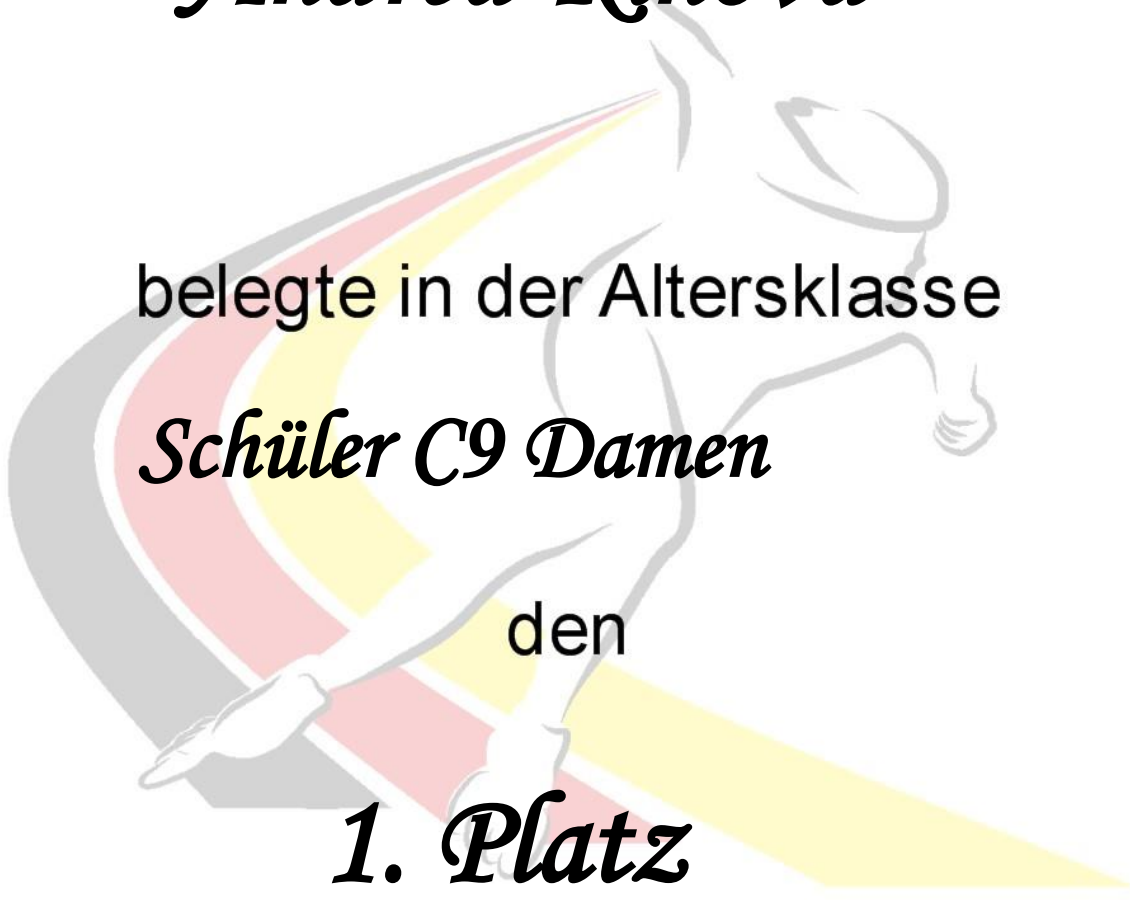 belegte in der Altersklasse
Schüler C9 Damen
den
1. Platz